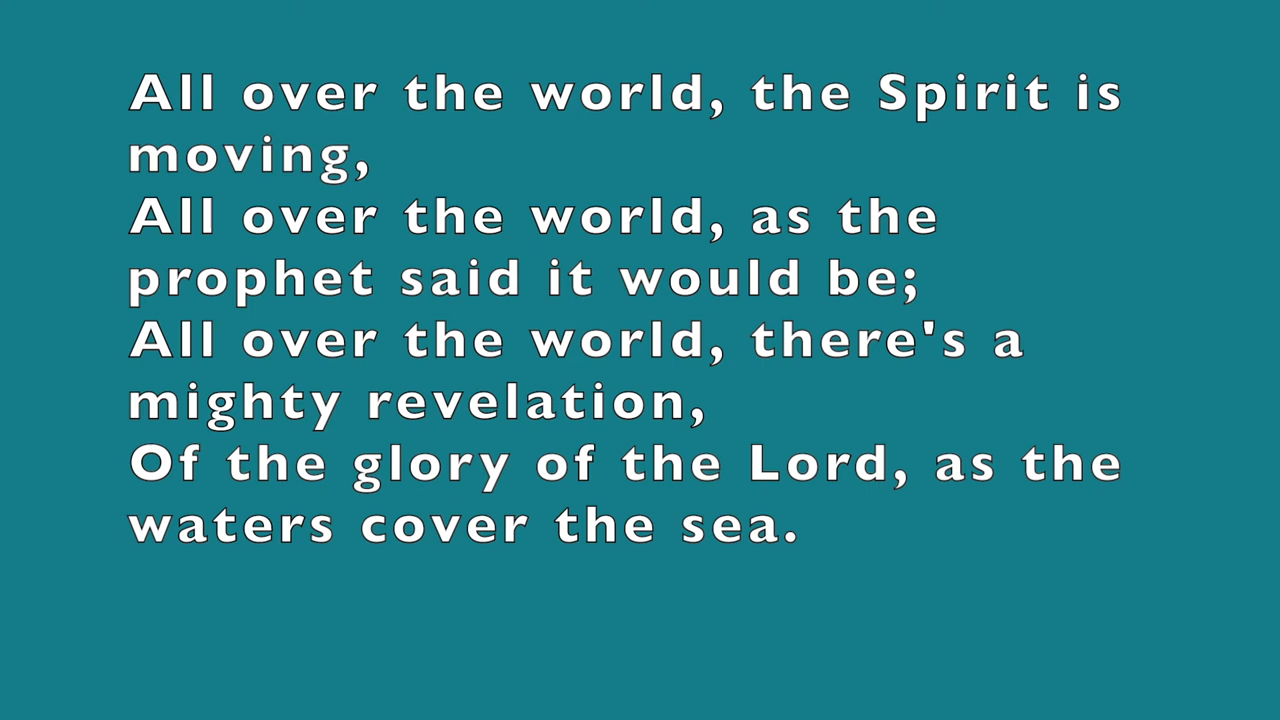 All over the world, the Spirit is
moving,
All over the world, as the
prophet said it would be;
All over the world, there's a
mighty revelation,
Of the glory of the Lord, as the
waters cover the sea.